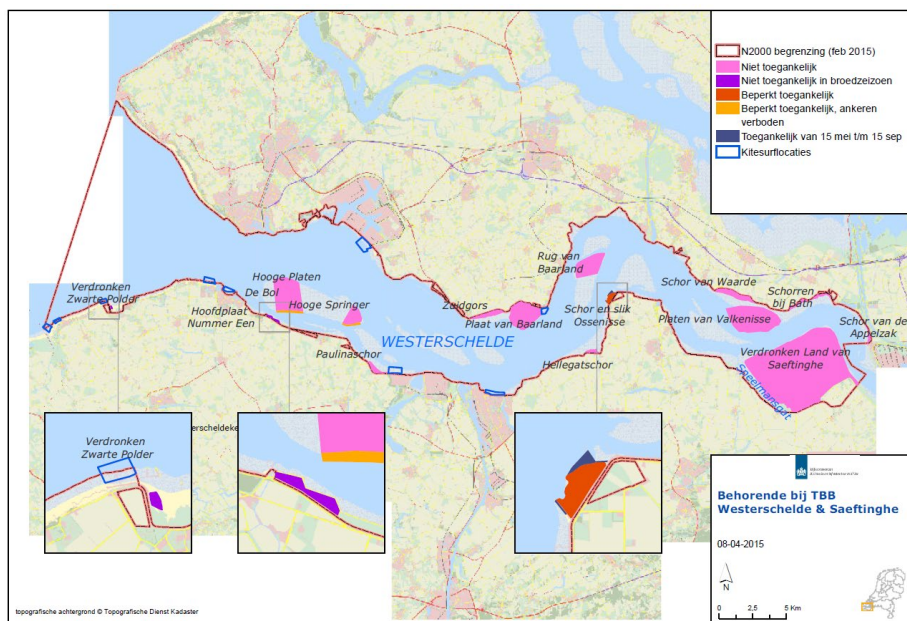 N2000 begrenzing (feb 2015)
Niet toegankelijk
Niet toegankelijk in broedzeizoen
Beperkt toegankelijk
Beperkt toegankelijk, ankeren
verboden
Toegankelijk van 15 mei t/m 15 sep
Kitesurflocaties
Rug van
Baarland
Hooge Platen
Schor van Waarde
Verdronken
Zwarte Polder
De Bol
Schorren
bij Bath
Hooge Springer
Zuidgors
Hoofdplaat
Nummer Een
Schor en slik
Ossenisse
Plaat van Baarland
Platen van Valkenisse
Schor van de
Appelzak
WESTERSCHELDE
Paulinaschor
Verdronken Land van
Saeftinghe
Hellegatschor
Speelmansgat
Verdronken
Zwarte Polder
erscheldeke
Behorende bij TBB
Westerschelde & Saeftinghe
08-04-2015
N
0 2,5 5 Km
topografische achtergrond © Topografische Dienst Kadaster